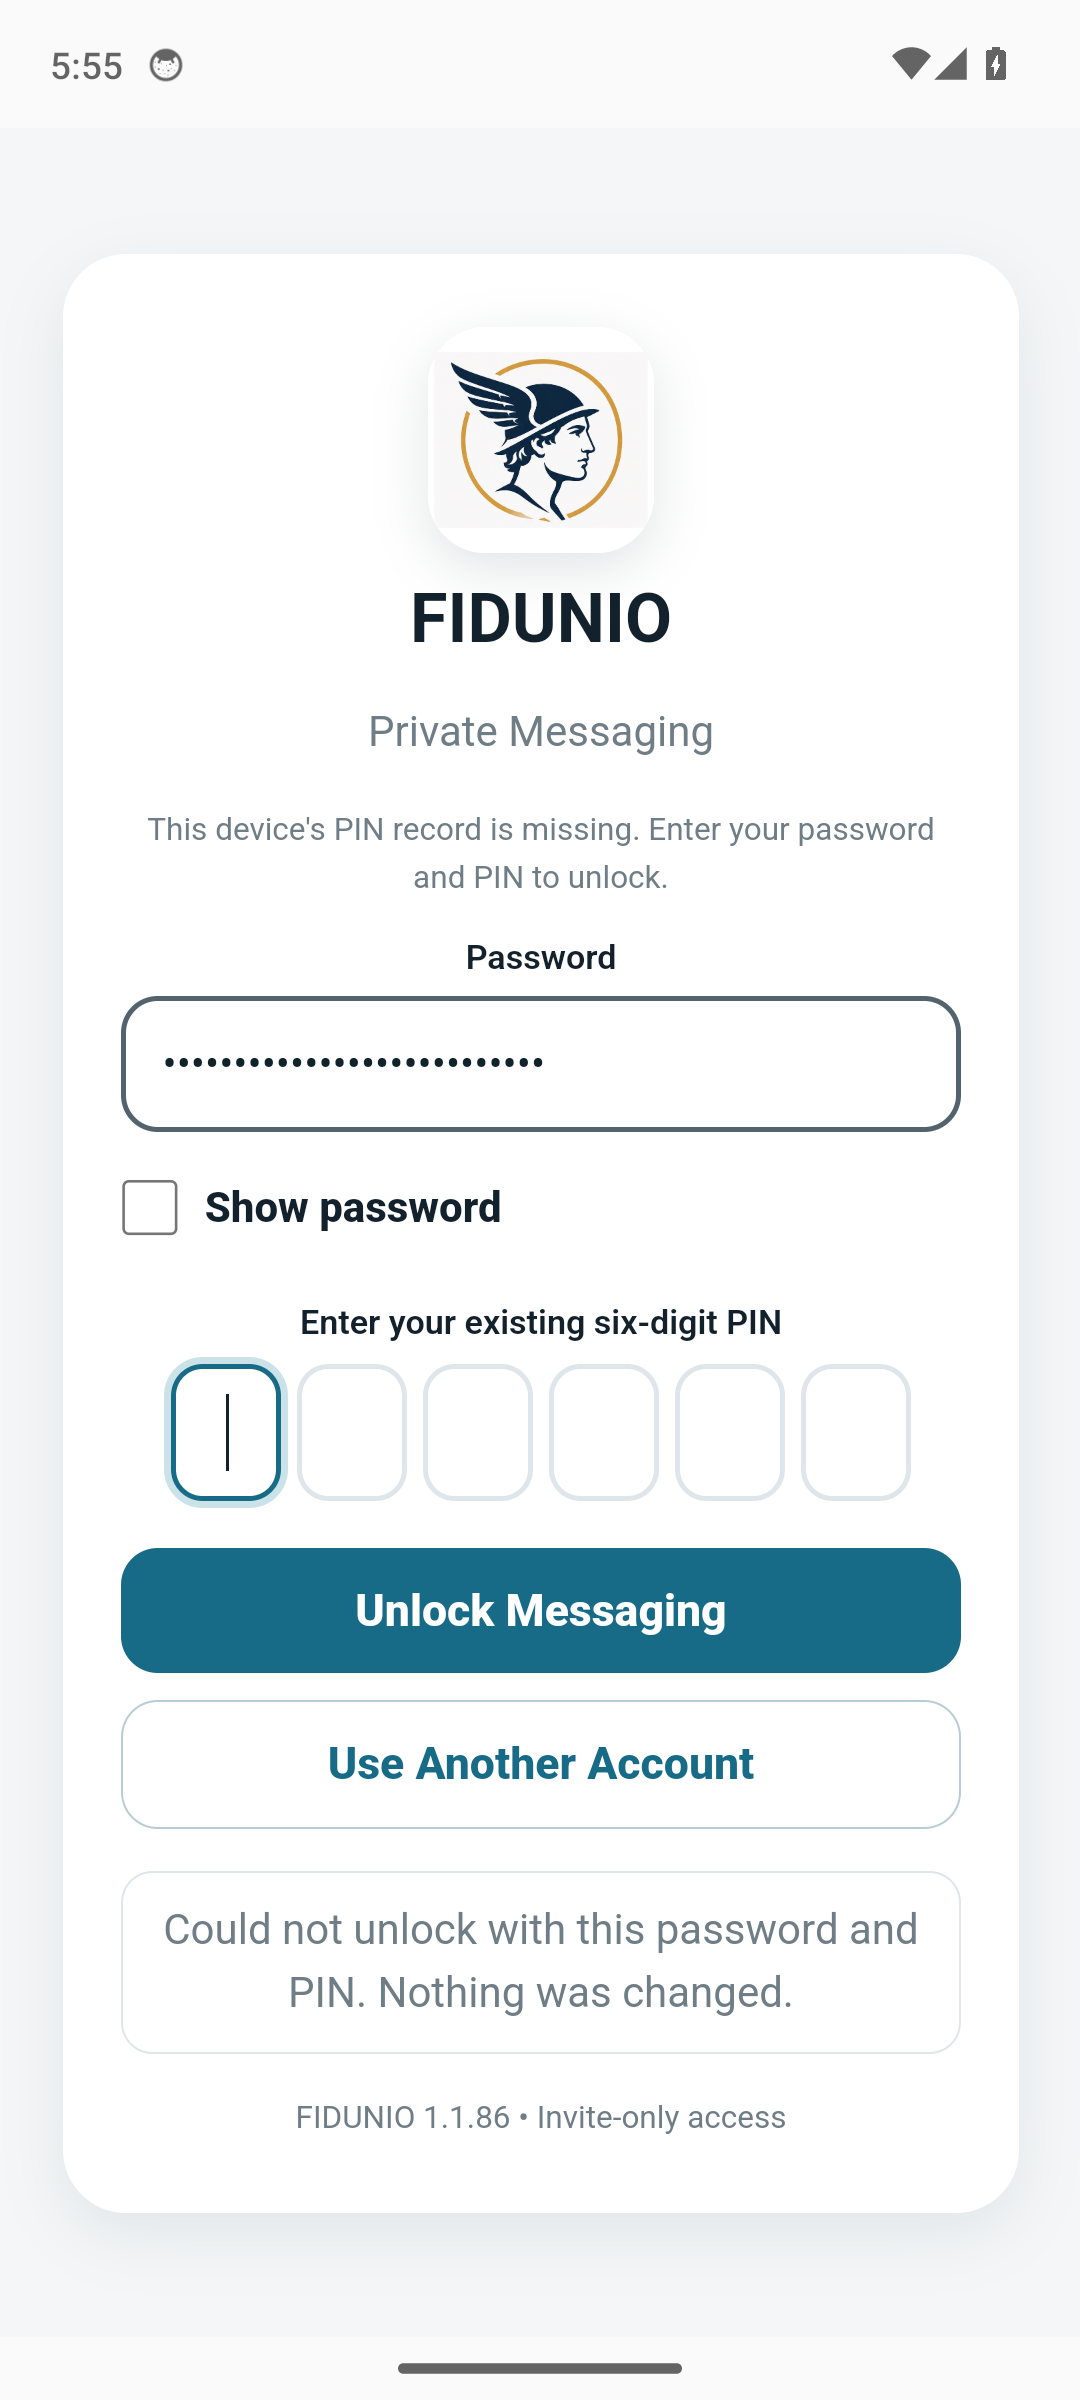 5:55
FIDUNIO
Private Messaging
This device's PIN record is missing. Enter your password
and PIN to unlock.
Password
•••••••••••••••••••••••••••
Show password
Enter your existing six-digit PIN
Unlock Messaging
Use Another Account
Could not unlock with this password and
PIN. Nothing was changed.
FIDUNIO 1.1.86 • Invite-only access